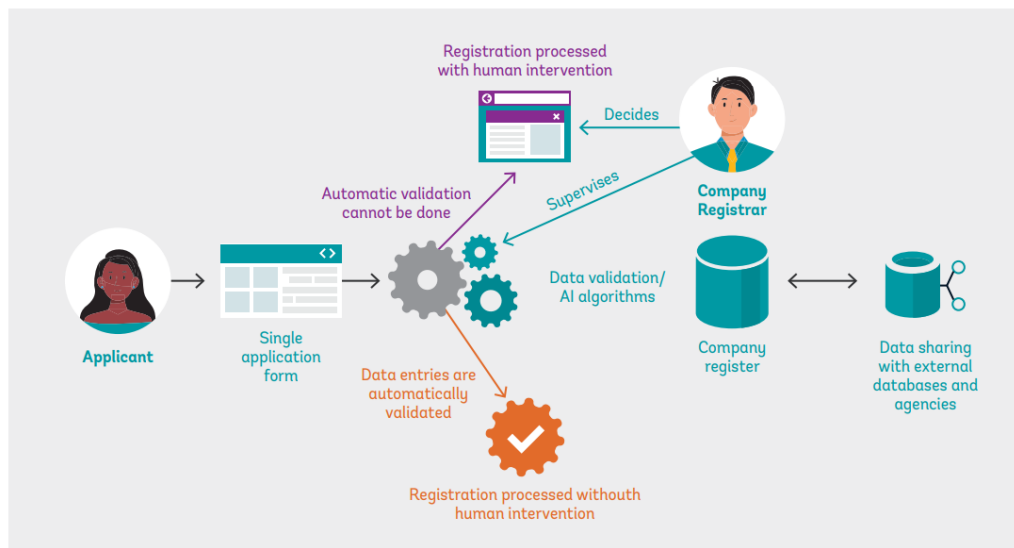 Registration processed
with human intervention
Decides
Supervises
Company
Registrar
Automatic validation
cannot be done
Applicant
Single
application
form
Data validation/
AI algorithms
Company
register
Data sharing
with external
databases and
agencies
Data entries are
automatically
validated
Registration processed withouth
human intervention